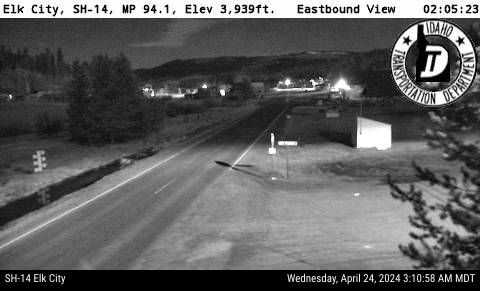 Elk City, SH-14, MP 94.1, Elev 3,939ft. Eastbound View 02:05:23
IDAHO
TRANSPORTATION DEPARTMENT
SH-14 Elk City Wednesday, April 24, 2024 3:10:58 AM MDT